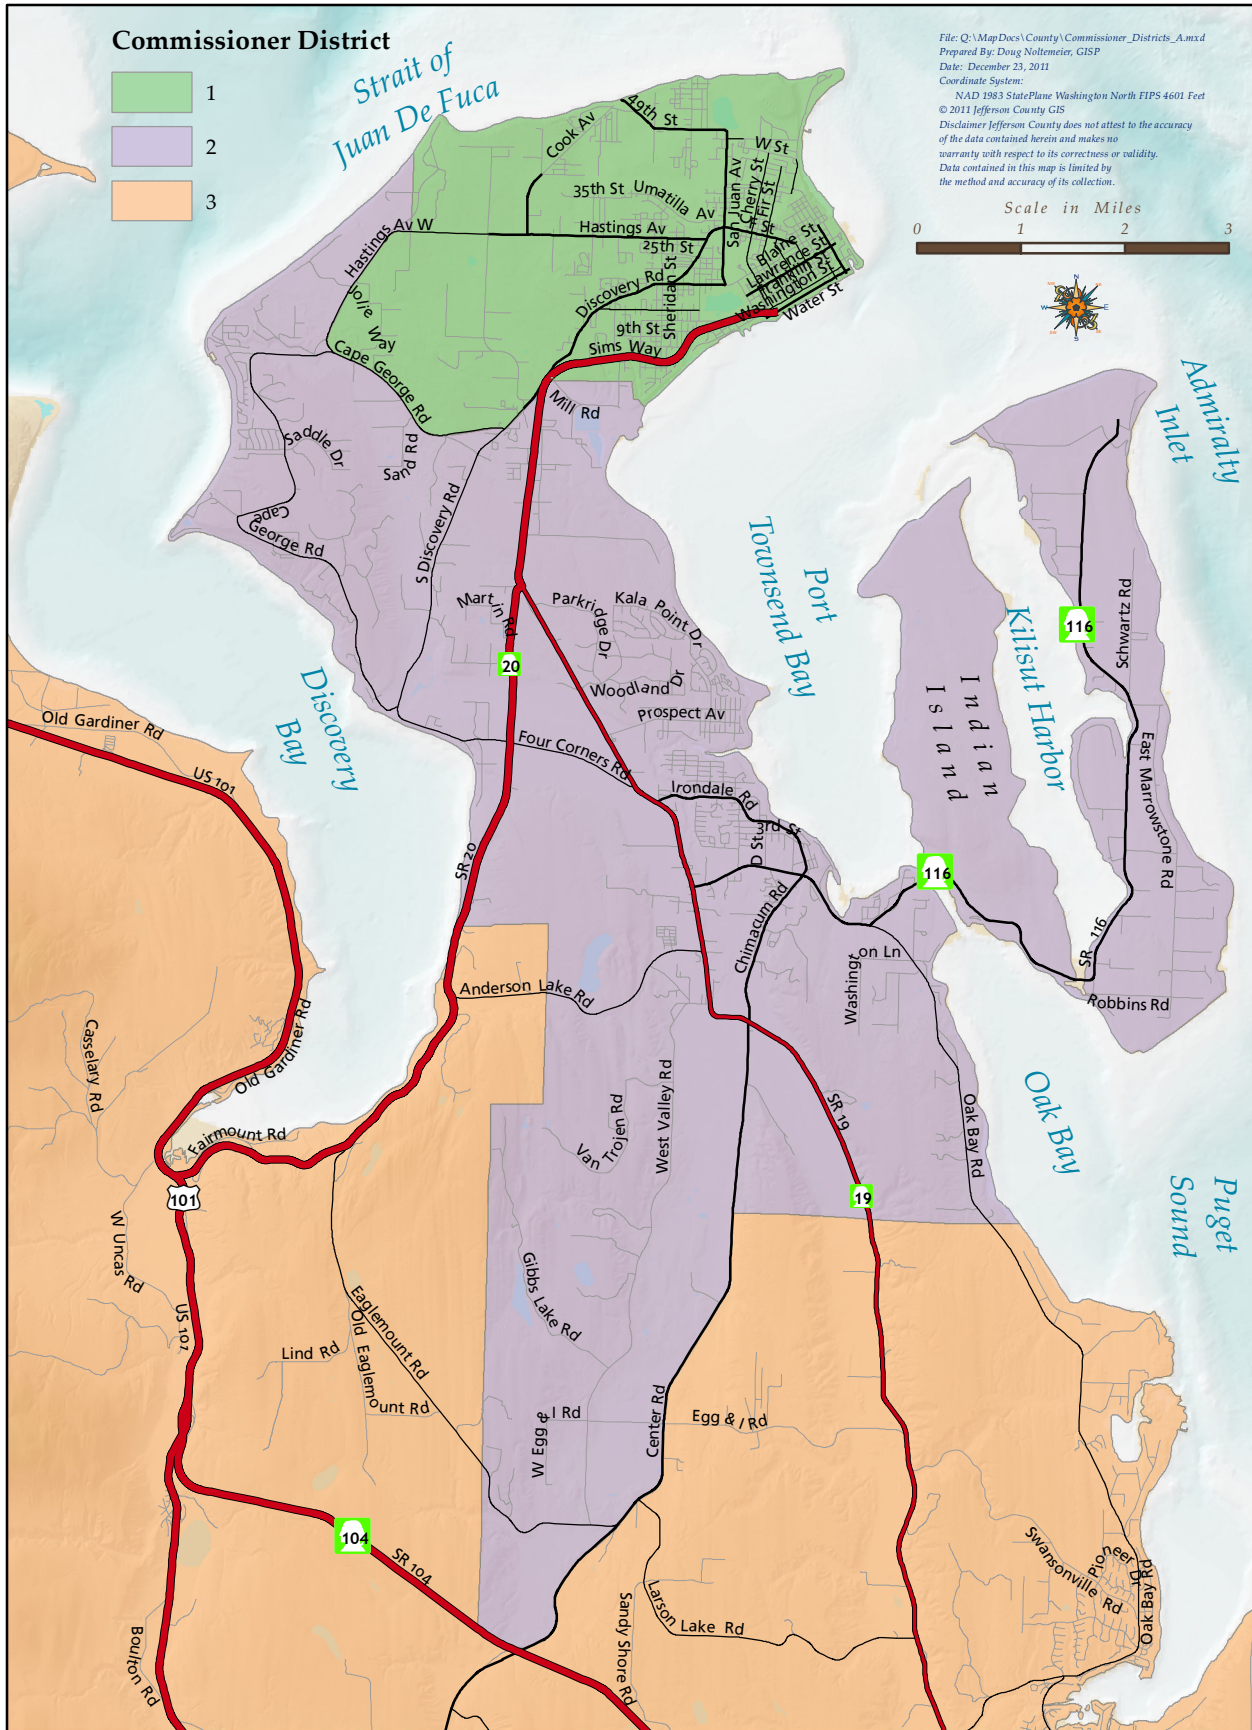 Commissioner District
1
2
3
File: Q:\MapDocs\County\Commissioner_Districts_A.mxd
Prepared By: Doug Noltemeier, GISP
Date: December 23, 2011
Coordinate System:
NAD 1983 StatePlane Washington North FIPS 4601 Feet
© 2011 Jefferson County GIS
Disclaimer Jefferson County does not attest to the accuracy
of the data contained herein and makes no
warranty with respect to its correctness or validity.
Data contained in this map is limited by
the method and accuracy of its collection.
Scale in Miles
0 1 2 3
N
E
S
W
Strait of
Juan De Fuca
49th St
Cook Av
W St
35th St
Umatilla Av
San Juan Av
Cherry St
Fir St
F St
Hastings Av W
Hastings Av
25th St
Blaine St
Lawrence St
Franklin St
Washington St
Water St
Discovery Rd
Sheridan St
9th St
Sims Way
Jolie Way
Cape George Rd
Mill Rd
Saddle Dr
Sand Rd
Cape
George Rd
S Discovery Rd
Admiralty
Inlet
Port
Townsend Bay
Martin Rd
Parkridge Dr
Kala Point Dr
20
Woodland Dr
Prospect Av
Kilisut Harbor
116
Schwartz Rd
Indian
Island
Discovery
Bay
Old Gardiner Rd
US 101
Four Corners Rd
Irondale Rd
3rd St
D St
East Marrowstone Rd
SR 20
116
Chimacum Rd
Washington Ln
SR 116
Robbins Rd
Anderson Lake Rd
Old Gardiner Rd
Casselary Rd
Fairmount Rd
West Valley Rd
Van Trojen Rd
SR 19
Oak Bay Rd
Oak Bay
Puget
Sound
101
19
W Uncas Rd
US 101
Gibbs Lake Rd
Eaglemount Rd
Old Eaglemount Rd
Lind Rd
W Egg & I Rd
Center Rd
Egg & I Rd
104
SR 104
Swansonville Rd
Pioneer Dr
Oak Bay Rd
Larson Lake Rd
Sandy Shore Rd
Boulton Rd